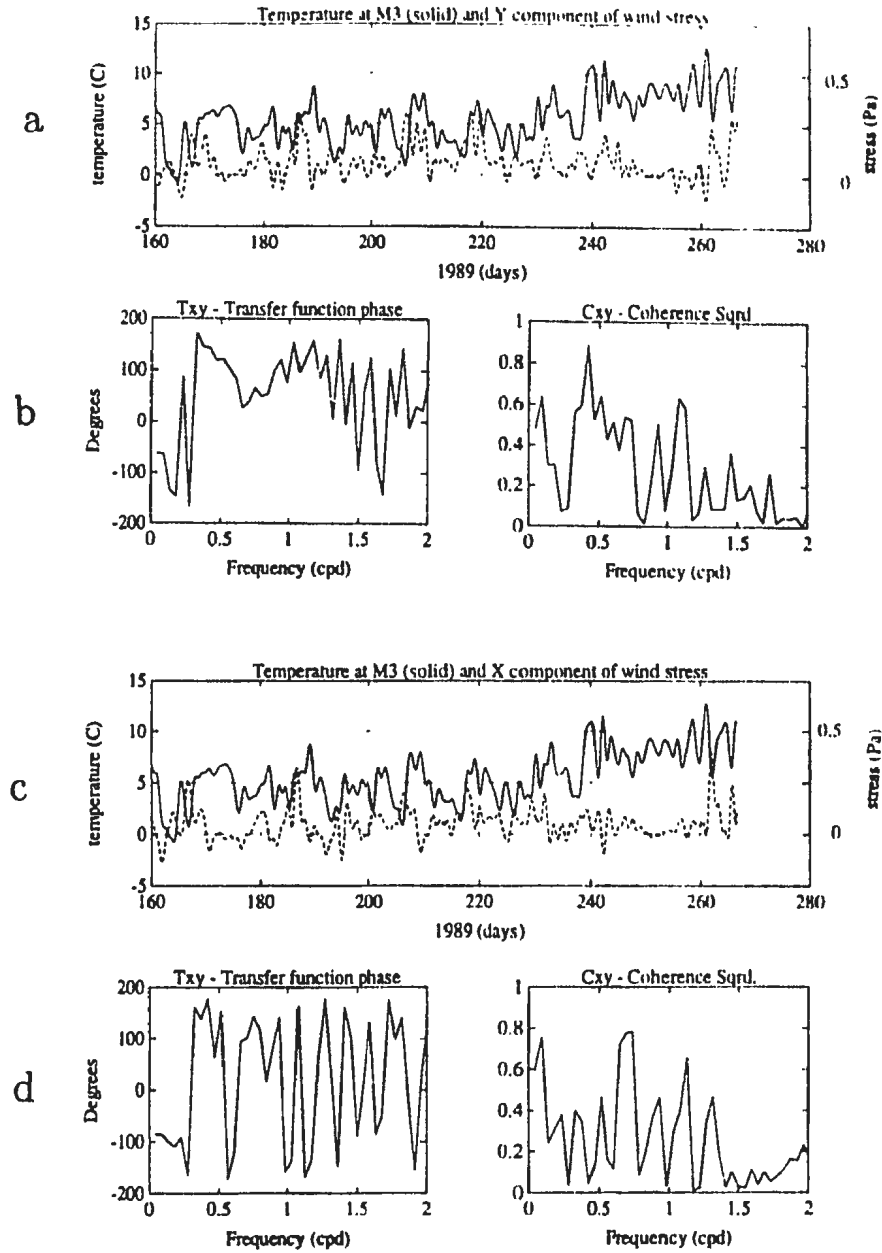 Temperature at M3 (solid) and Y component of wind stress
a
temperature (C)
15
10
5
0
-5
0.5
0
stress (Pa)
160 180 200 220 240 260 280
1989 (days)
b
Txy - Transfer function phase
Degrees
200
100
0
-100
-200
0 0.5 1 1.5 2
Frequency (cpd)
Cxy - Coherence Sqrd
1
0.8
0.6
0.4
0.2
0
0 0.5 1 1.5 2
Frequency (cpd)
Temperature at M3 (solid) and X component of wind stress
c
temperature (C)
15
10
5
0
-5
0.5
0
stress (Pa)
160 180 200 220 240 260 280
1989 (days)
d
Txy - Transfer function phase
Degrees
200
100
0
-100
-200
0 0.5 1 1.5 2
Frequency (cpd)
Cxy - Coherence Sqrd.
1
0.8
0.6
0.4
0.2
0
0 0.5 1 1.5 2
Frequency (cpd)